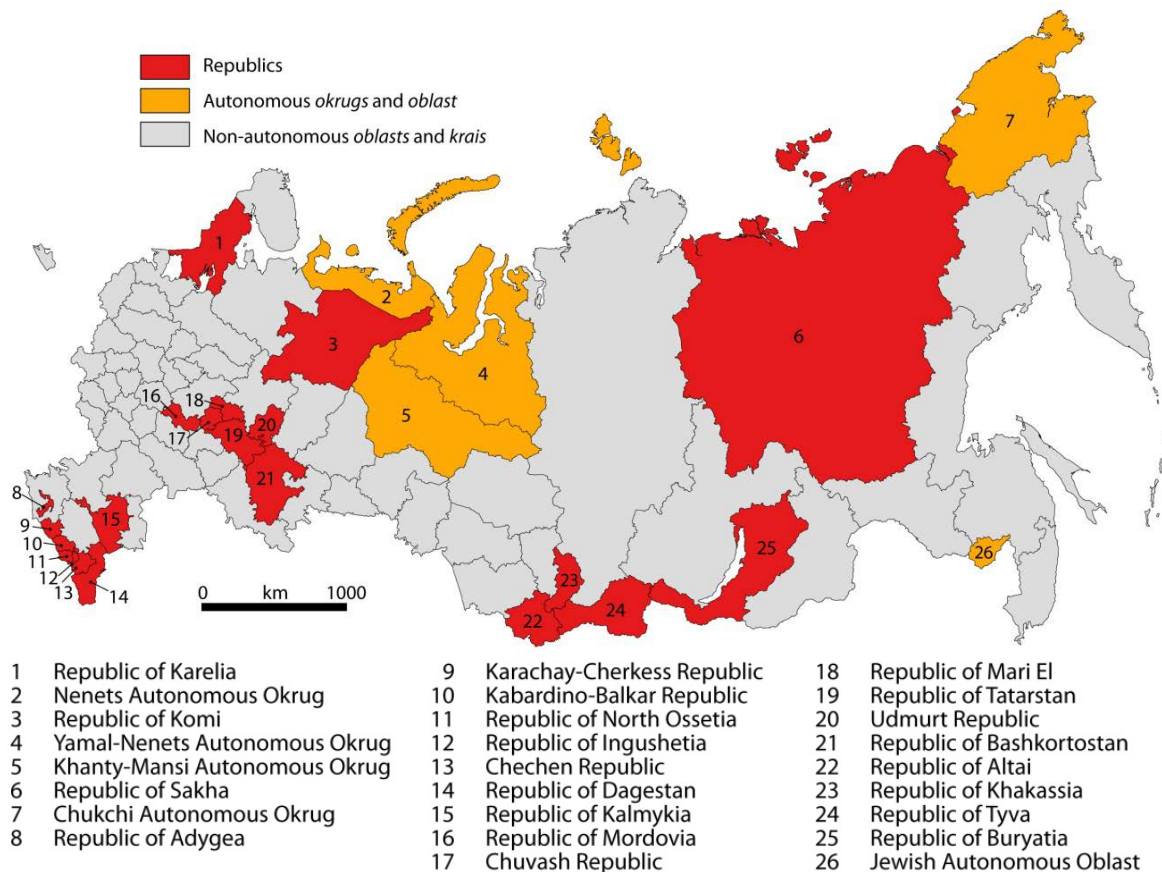 Republics
Autonomous okrugs and oblast
Non-autonomous oblasts and krais
7
1
2
3
6
4
5
16
18
20
17
19
21
8
15
9
10
11
12
13
14
0 km 1000
25
26
23
24
22
1 Republic of Karelia
2 Nenets Autonomous Okrug
3 Republic of Komi
4 Yamal-Nenets Autonomous Okrug
5 Khanty-Mansi Autonomous Okrug
6 Republic of Sakha
7 Chukchi Autonomous Okrug
8 Republic of Adygea
9 Karachay-Cherkess Republic
10 Kabardino-Balkar Republic
11 Republic of North Ossetia
12 Republic of Ingushetia
13 Chechen Republic
14 Republic of Dagestan
15 Republic of Kalmykia
16 Republic of Mordovia
17 Chuvash Republic
18 Republic of Mari El
19 Republic of Tatarstan
20 Udmurt Republic
21 Republic of Bashkortostan
22 Republic of Altai
23 Republic of Khakassia
24 Republic of Tyva
25 Republic of Buryatia
26 Jewish Autonomous Oblast